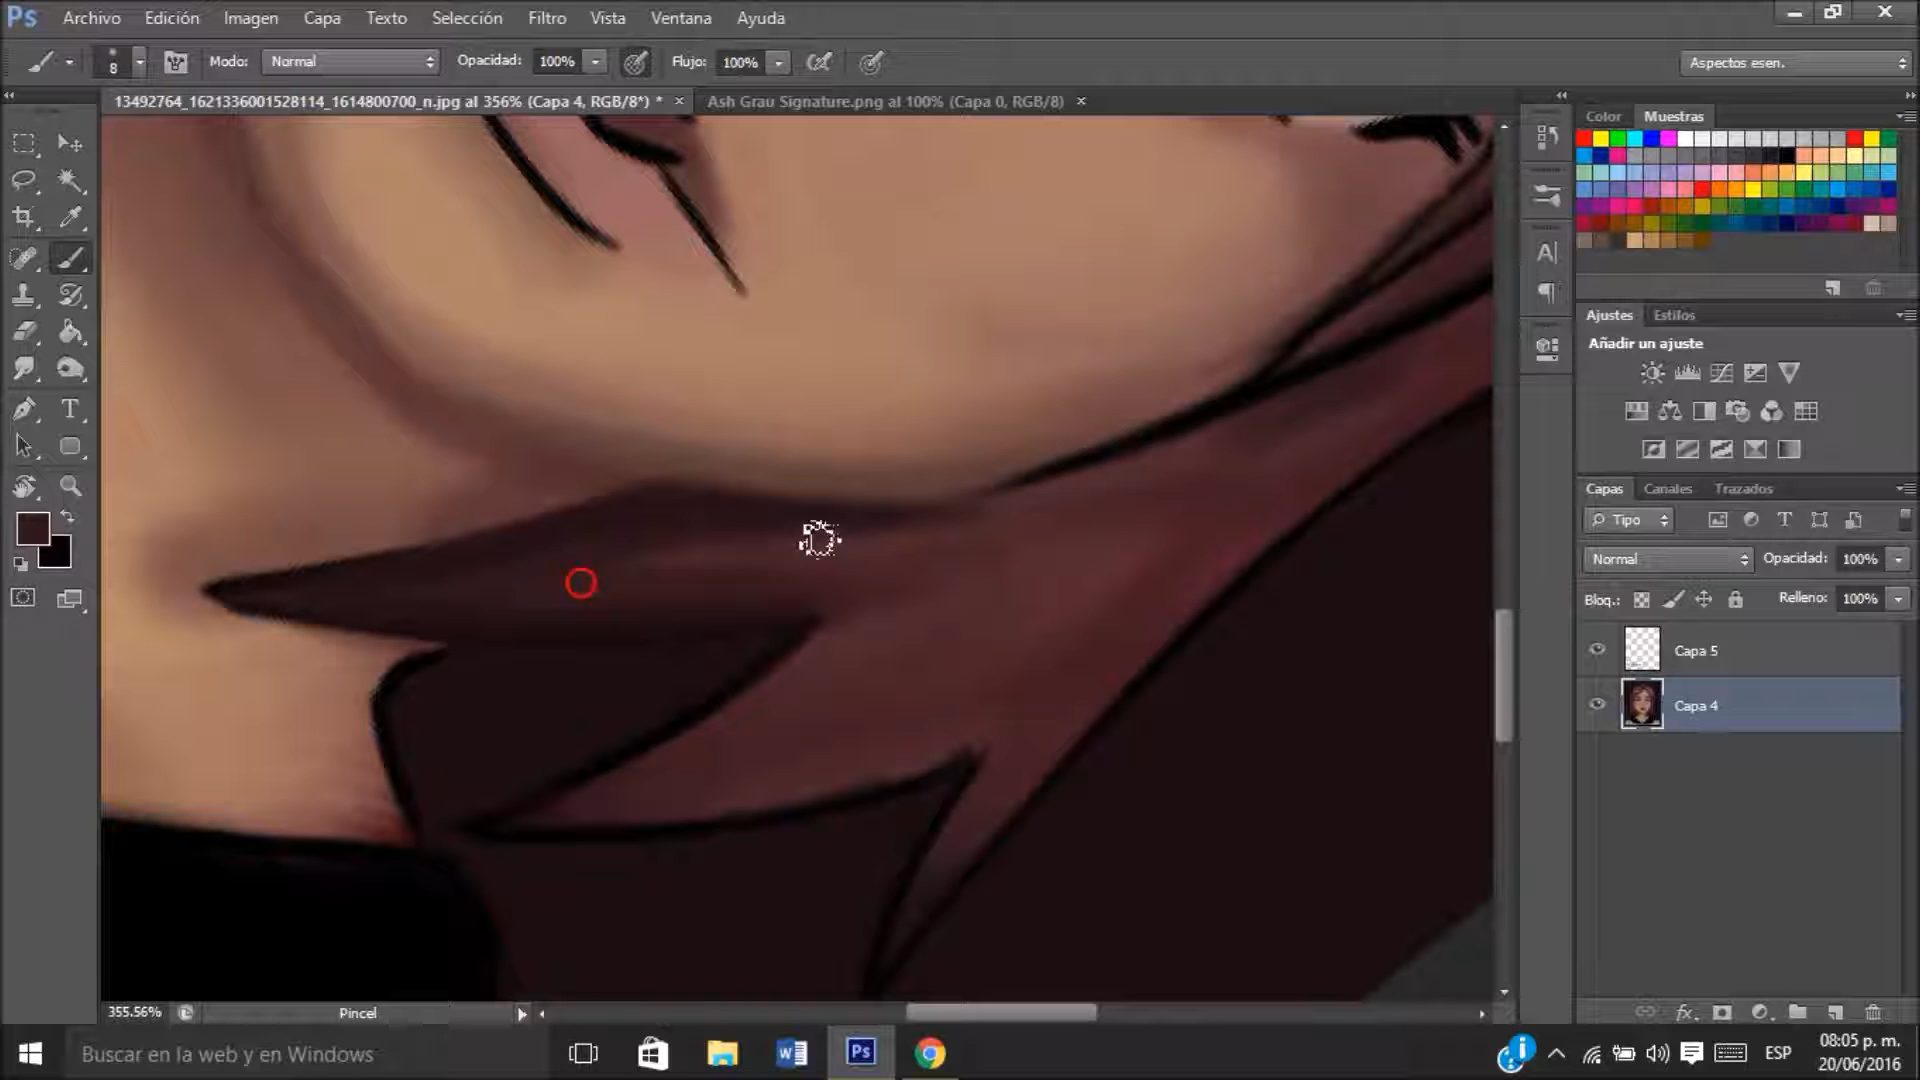 Ps Archivo Edición Imagen Capa Texto Selección Filtro Vista Ventana Ayuda
8 Modo: Normal Opacidad: 100% Flujo: 100% Aspectos esen.
13492764_1621336001528114_1614800700_n.jpg al 356% (Capa 4, RGB/8*) * × Ash Grau Signature.png al 100% (Capa 0, RGB/8) ×
Color Muestras
Ajustes Estilos
Añadir un ajuste
Capas Canales Trazados
Tipo
Normal Opacidad: 100%
Bloq.: Relleno: 100%
Capa 5
Capa 4
355.56% Pincel
Buscar en la web y en Windows
Ps
ESP
08:05 p. m.
20/06/2016